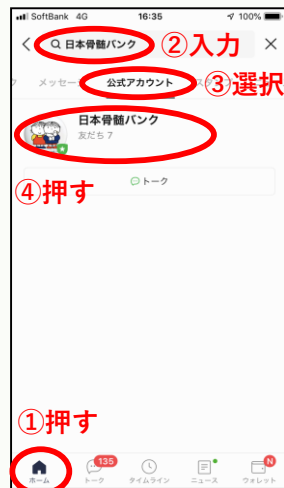 SoftBank 4G 16:35 100%
日本骨髄バンク ②入力
メッセー 公式アカウント ス
③選択
日本骨髄バンク
友だち 7
④押す
トーク
①押す
135 N
ホーム トーク タイムライン ニュース ウォレット